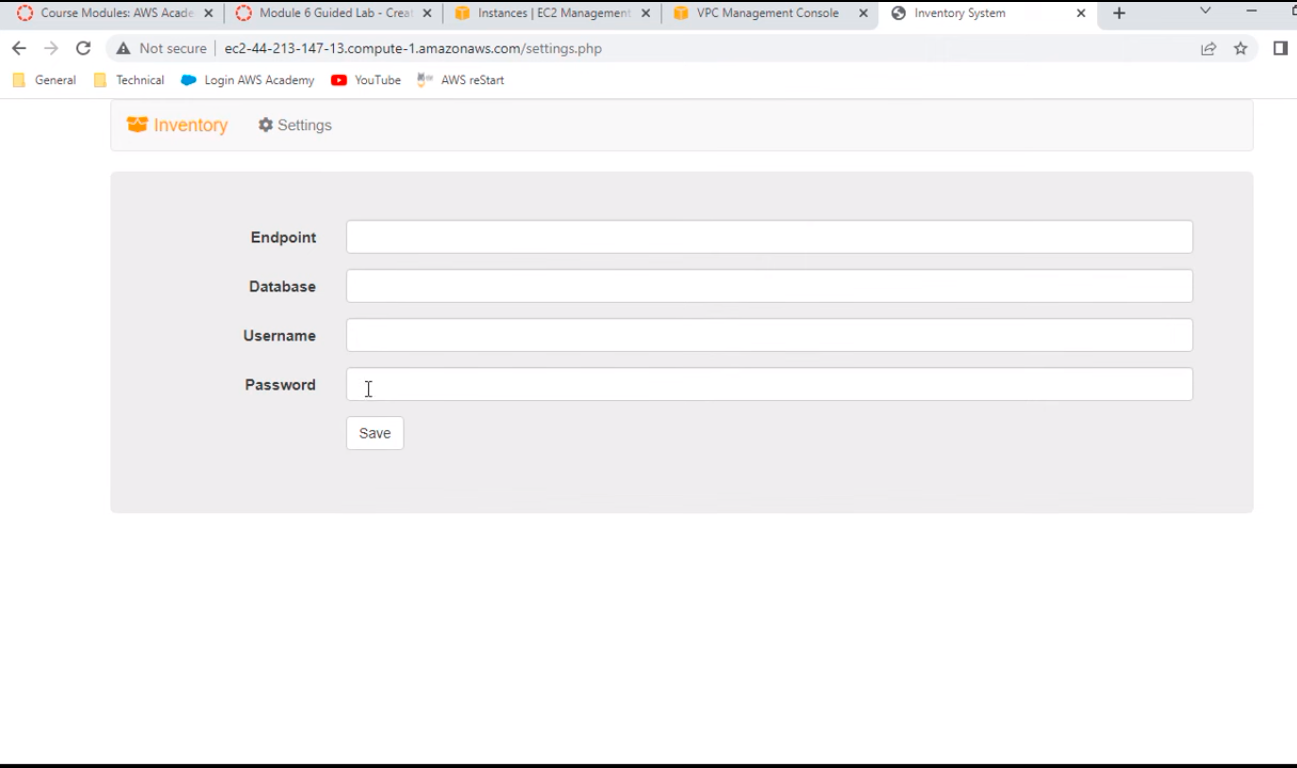 Course Modules: AWS Acade
Module 6 Guided Lab - Creat
Instances | EC2 Management
VPC Management Console
Inventory System
Not secure
ec2-44-213-147-13.compute-1.amazonaws.com/settings.php
General
Technical
Login AWS Academy
YouTube
AWS reStart
Inventory
Settings
Endpoint
Database
Username
Password
Save